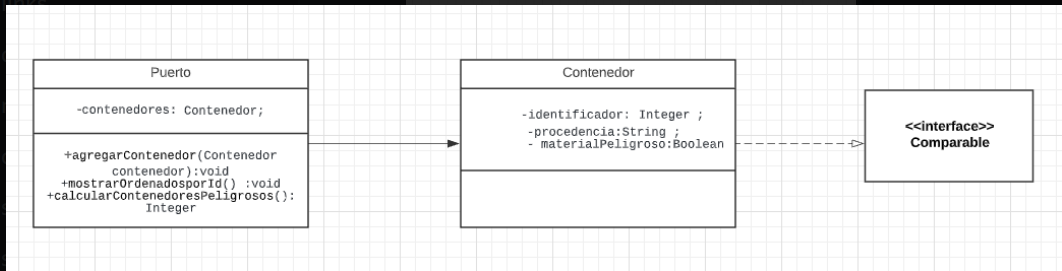 Puerto
-contenedores: Contenedor;
+agregarContenedor(Contenedor
contenedor):void
+mostrarOrdenadosporId() :void
+calcularContenedoresPeligrosos():
Integer
Contenedor
-identificador: Integer ;
-procedencia:String ;
- materialPeligroso:Boolean
<<interface>>
Comparable